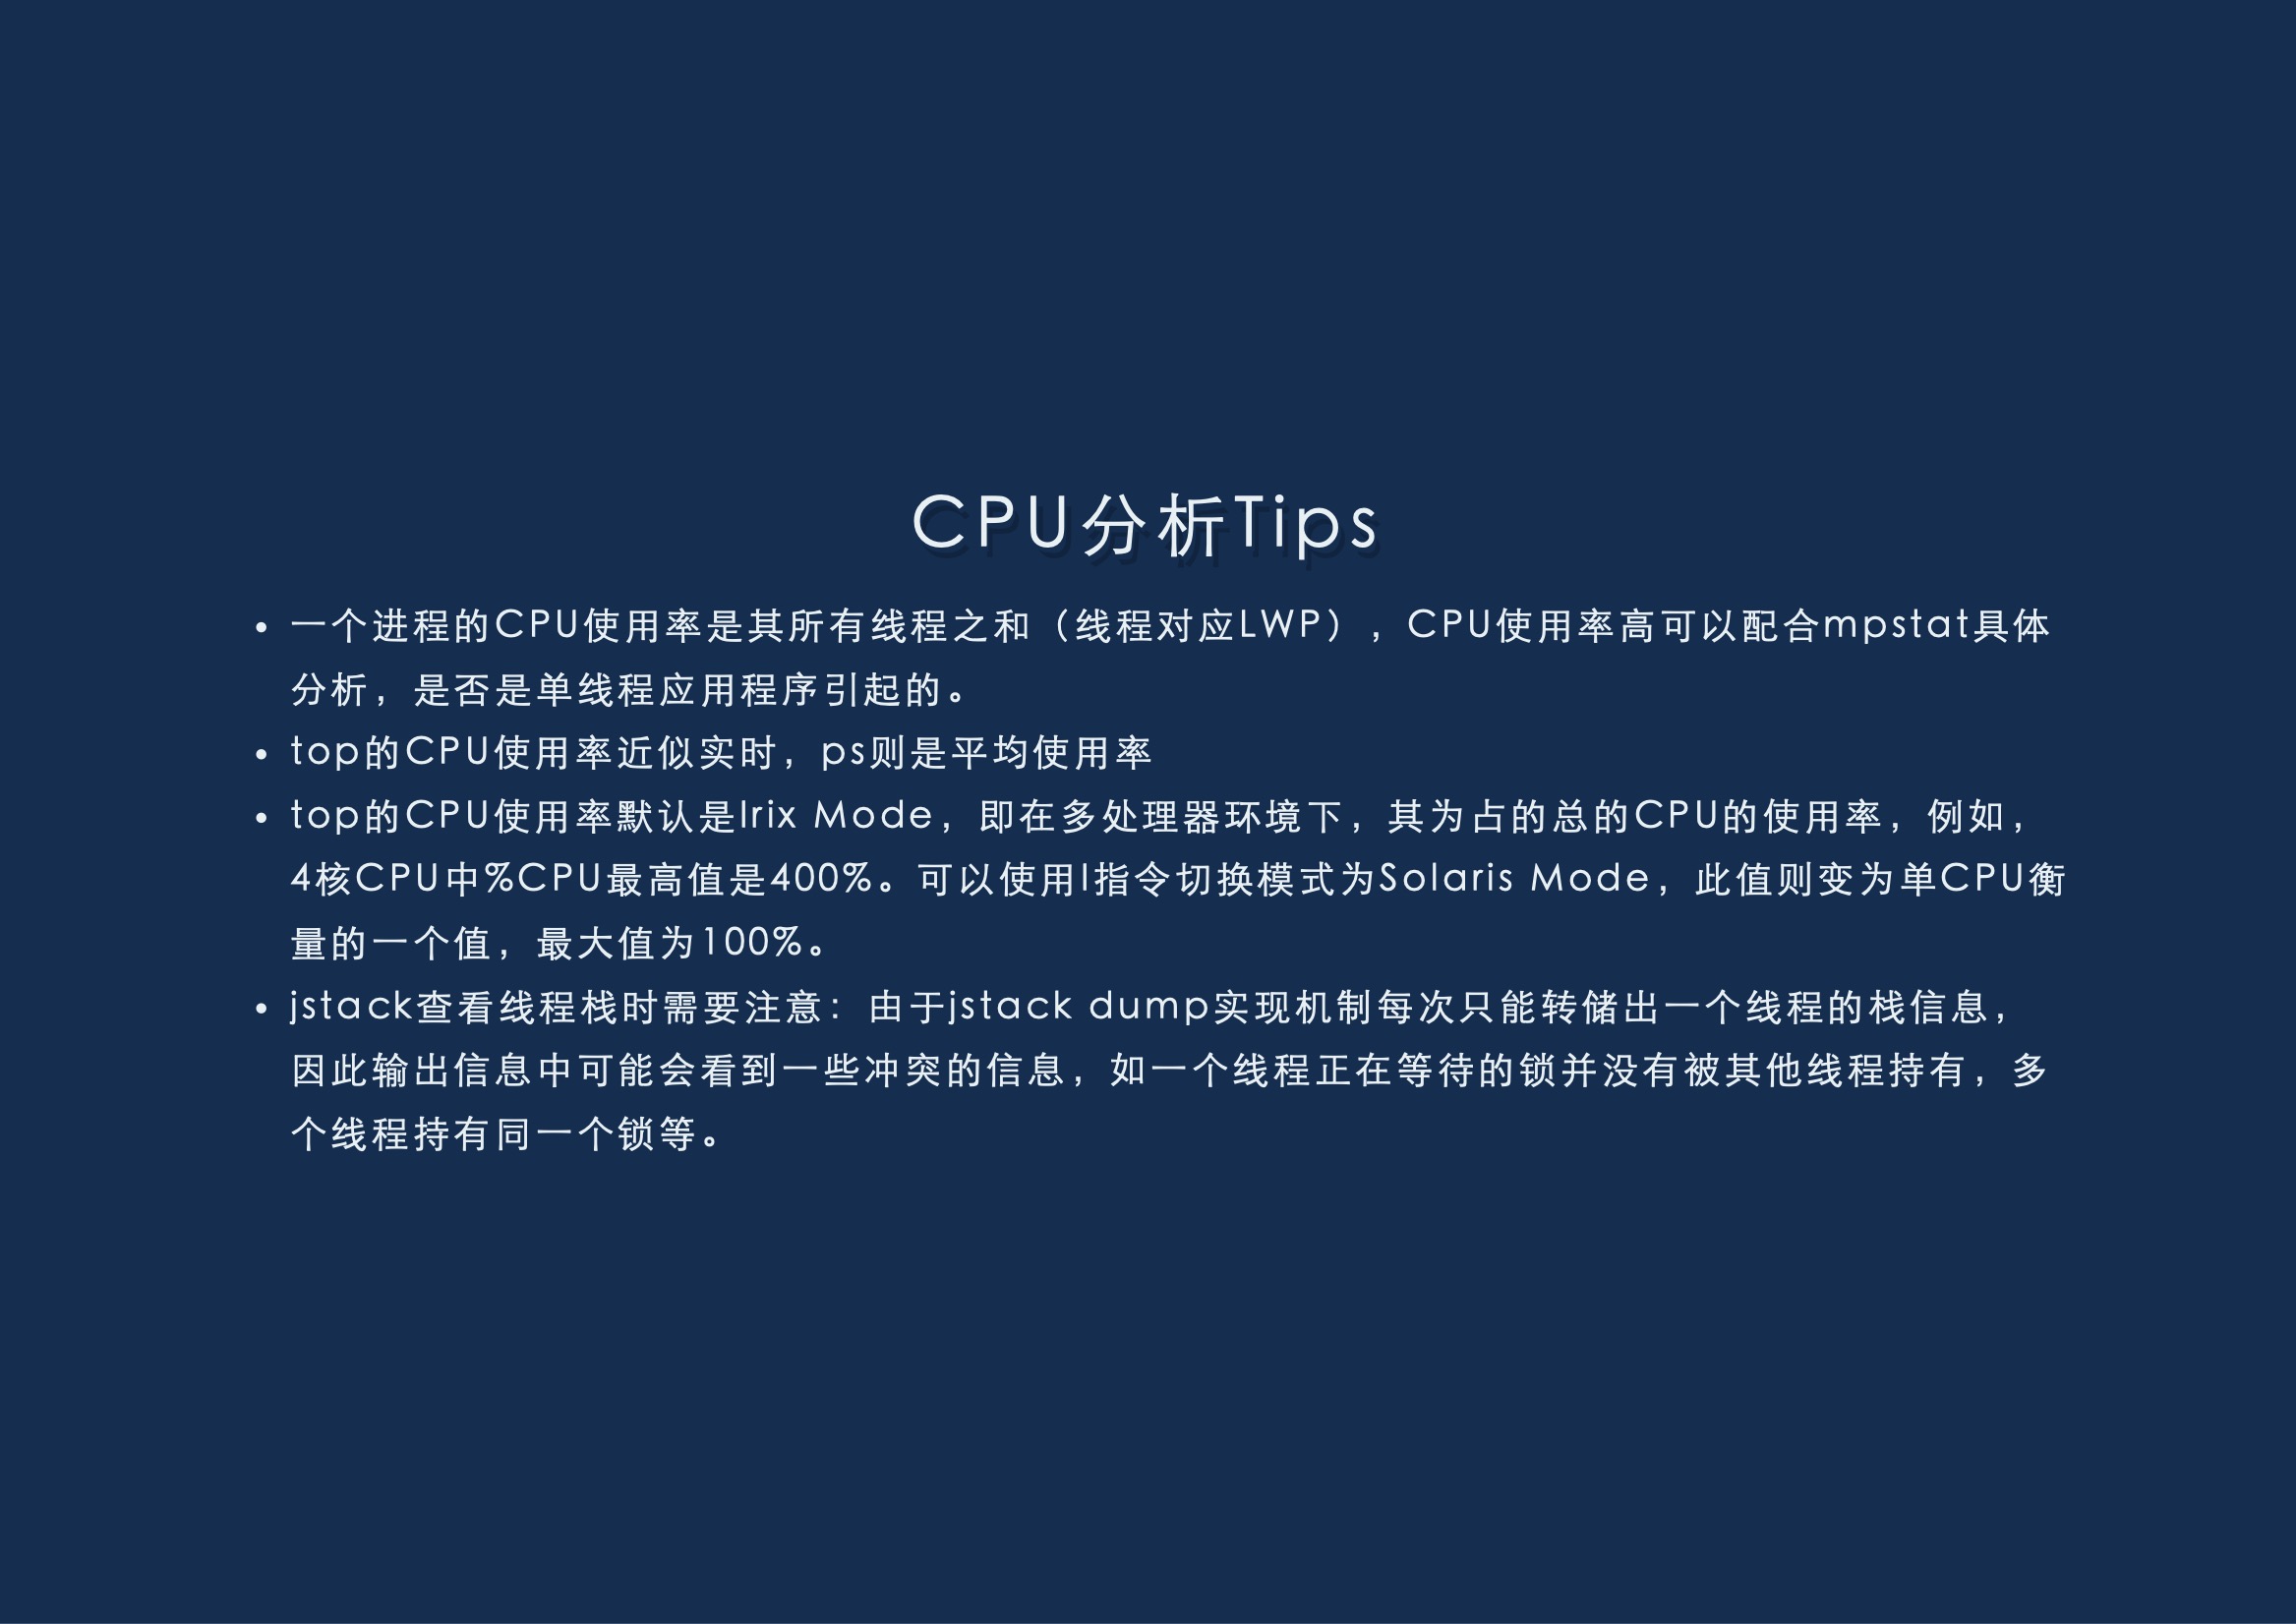 CPU分析Tips
• 一个进程的CPU使用率是其所有线程之和（线程对应LWP），CPU使用率高可以配合mpstat具体
分析，是否是单线程应用程序引起的。
• top的CPU使用率近似实时，ps则是平均使用率
• top的CPU使用率默认是Irix Mode，即在多处理器环境下，其为占的总的CPU的使用率，例如，
4核CPU中%CPU最高值是400%。可以使用I指令切换模式为Solaris Mode，此值则变为单CPU衡
量的一个值，最大值为100%。
• jstack查看线程栈时需要注意：由于jstack dump实现机制每次只能转储出一个线程的栈信息，
因此输出信息中可能会看到一些冲突的信息，如一个线程正在等待的锁并没有被其他线程持有，多
个线程持有同一个锁等。